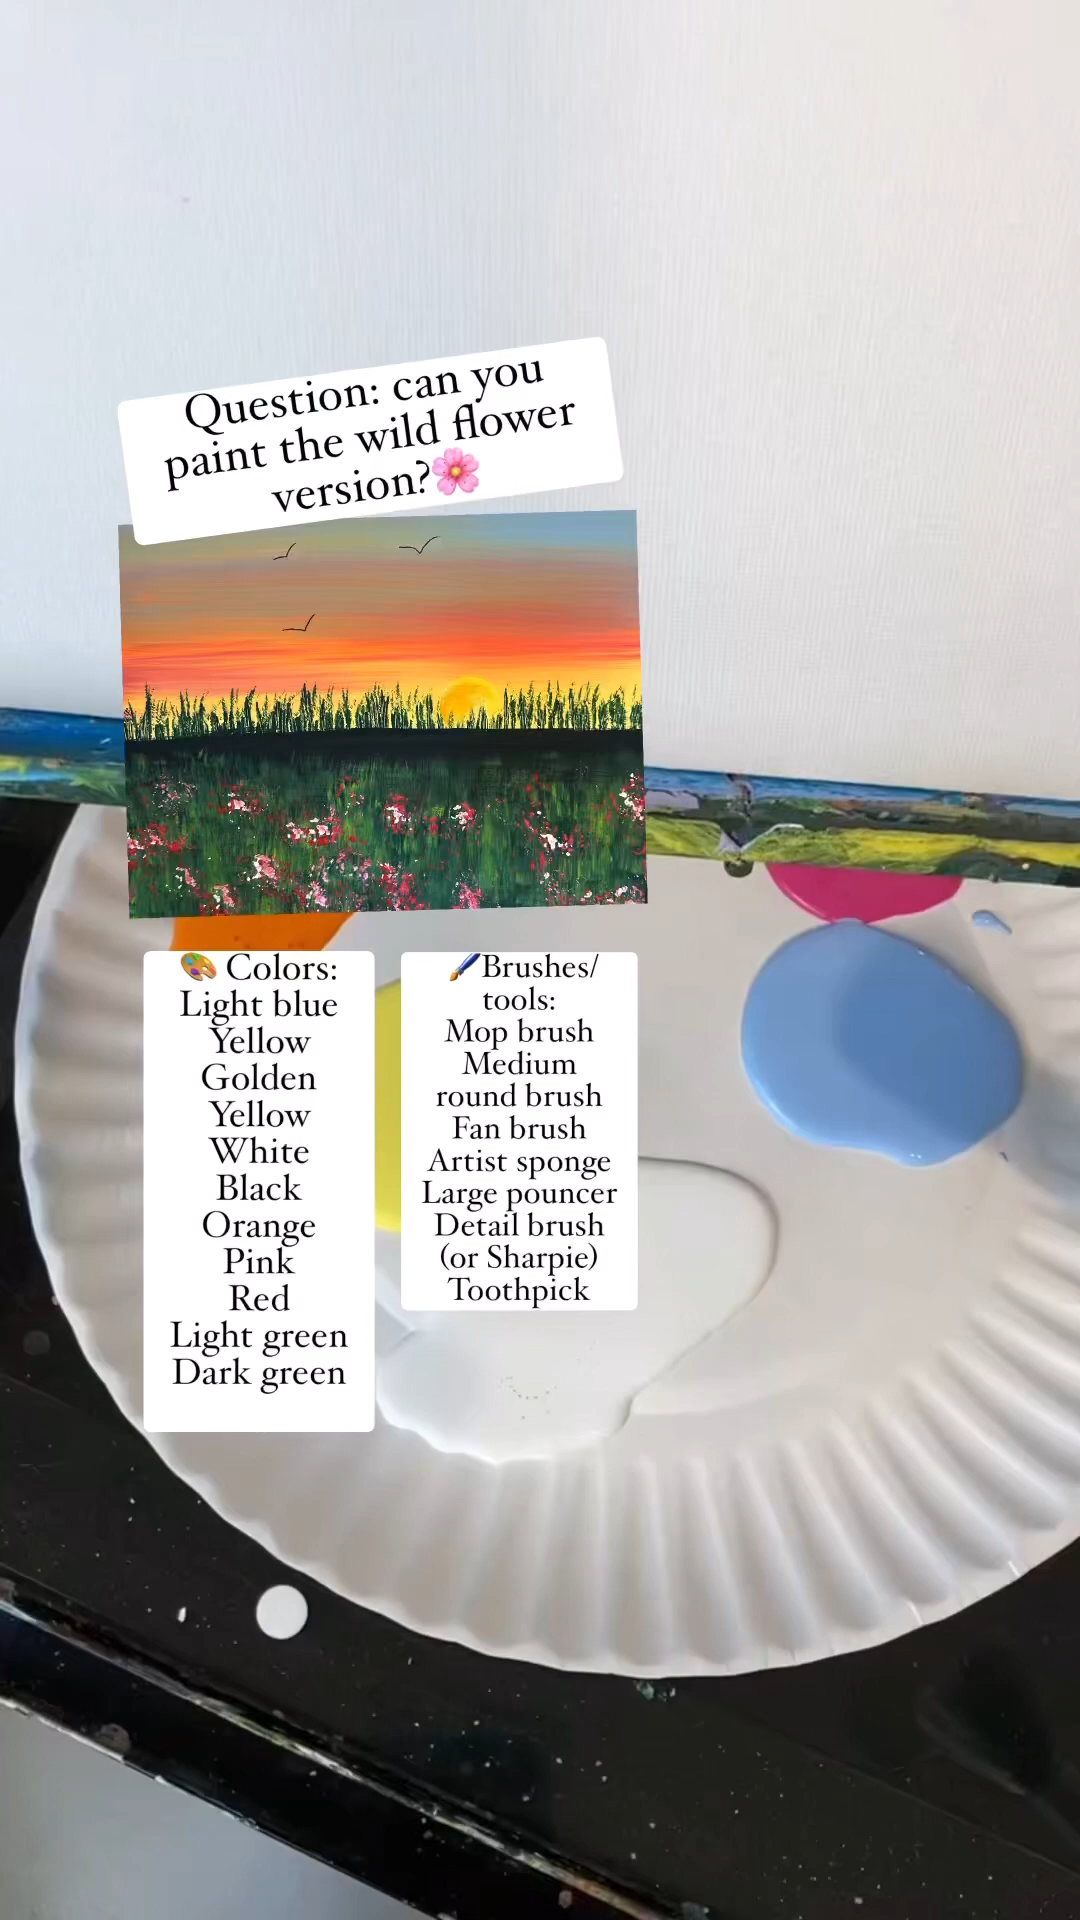 Question: can you
paint the wild flower
version?🌸
🎨 Colors:
Light blue
Yellow
Golden
Yellow
White
Black
Orange
Pink
Red
Light green
Dark green
🖌️Brushes/
tools:
Mop brush
Medium
round brush
Fan brush
Artist sponge
Large pouncer
Detail brush
(or Sharpie)
Toothpick